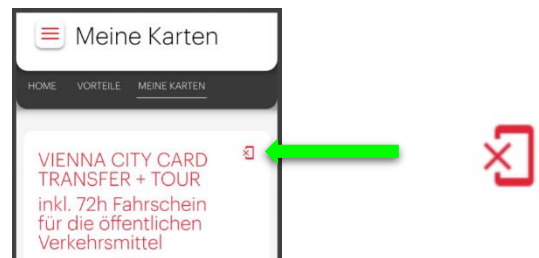 Meine Karten
HOME VORTEILE MEINE KARTEN
VIENNA CITY CARD
TRANSFER + TOUR
inkl. 72h Fahrschein
für die öffentlichen
Verkehrsmittel